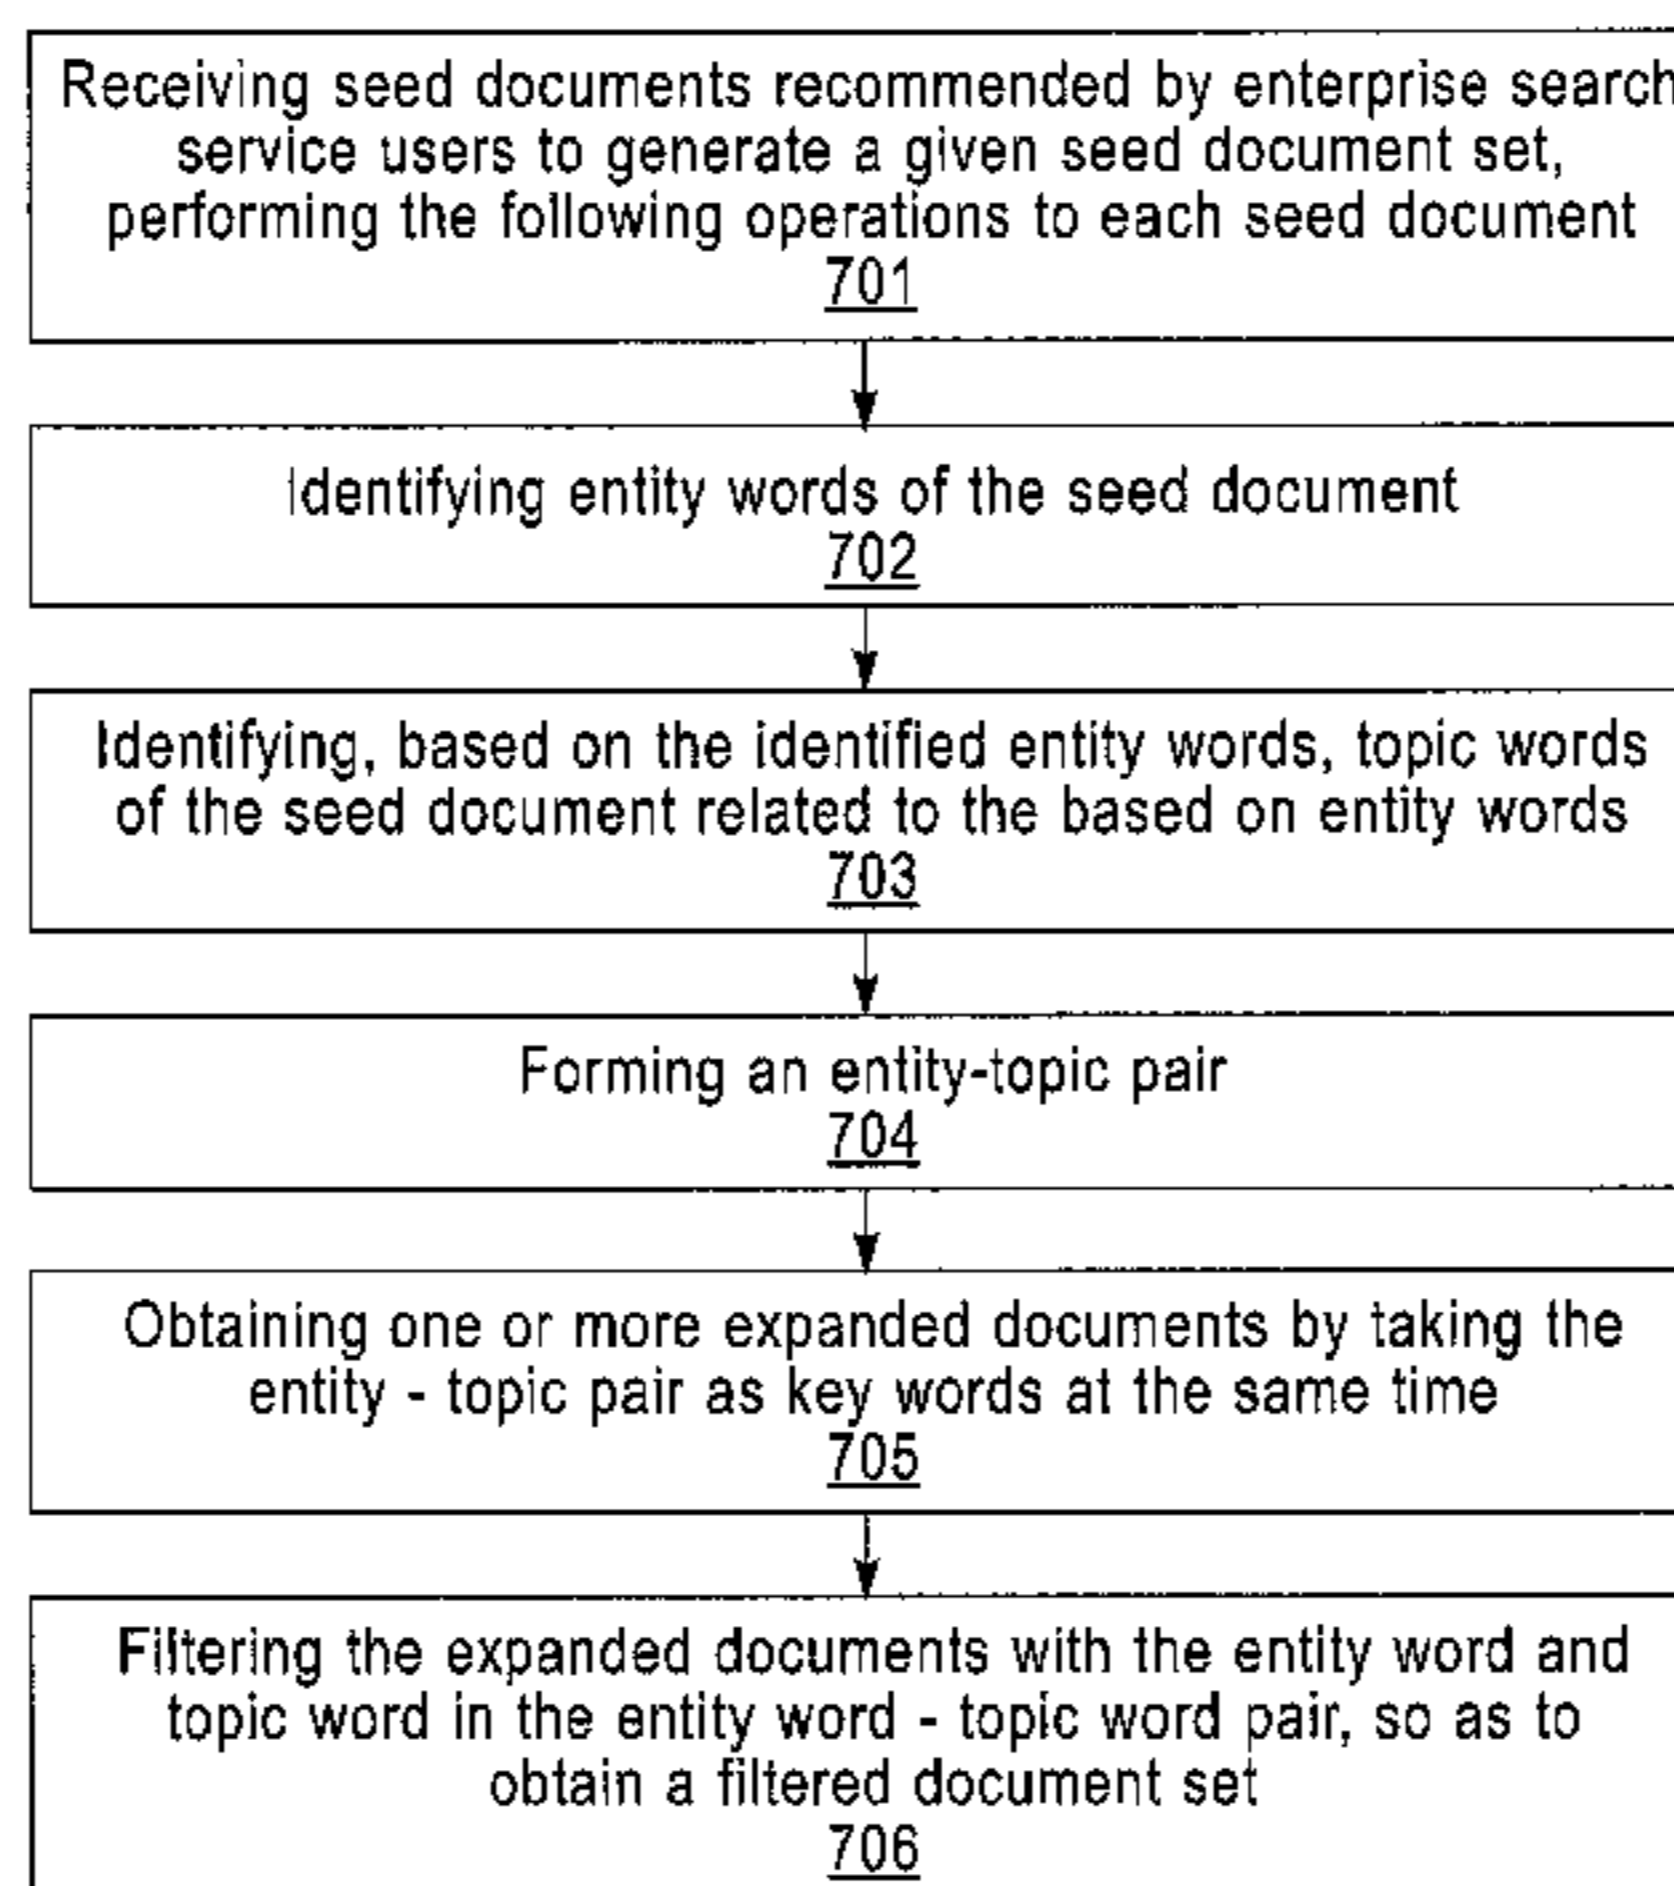 Receiving seed documents recommended by enterprise search
service users to generate a given seed document set,
performing the following operations to each seed document
701
Identifying entity words of the seed document
702
Identifying, based on the identified entity words, topic words
of the seed document related to the based on entity words
703
Forming an entity-topic pair
704
Obtaining one or more expanded documents by taking the
entity - topic pair as key words at the same time
705
Filtering the expanded documents with the entity word and
topic word in the entity word - topic word pair, so as to
obtain a filtered document set
706